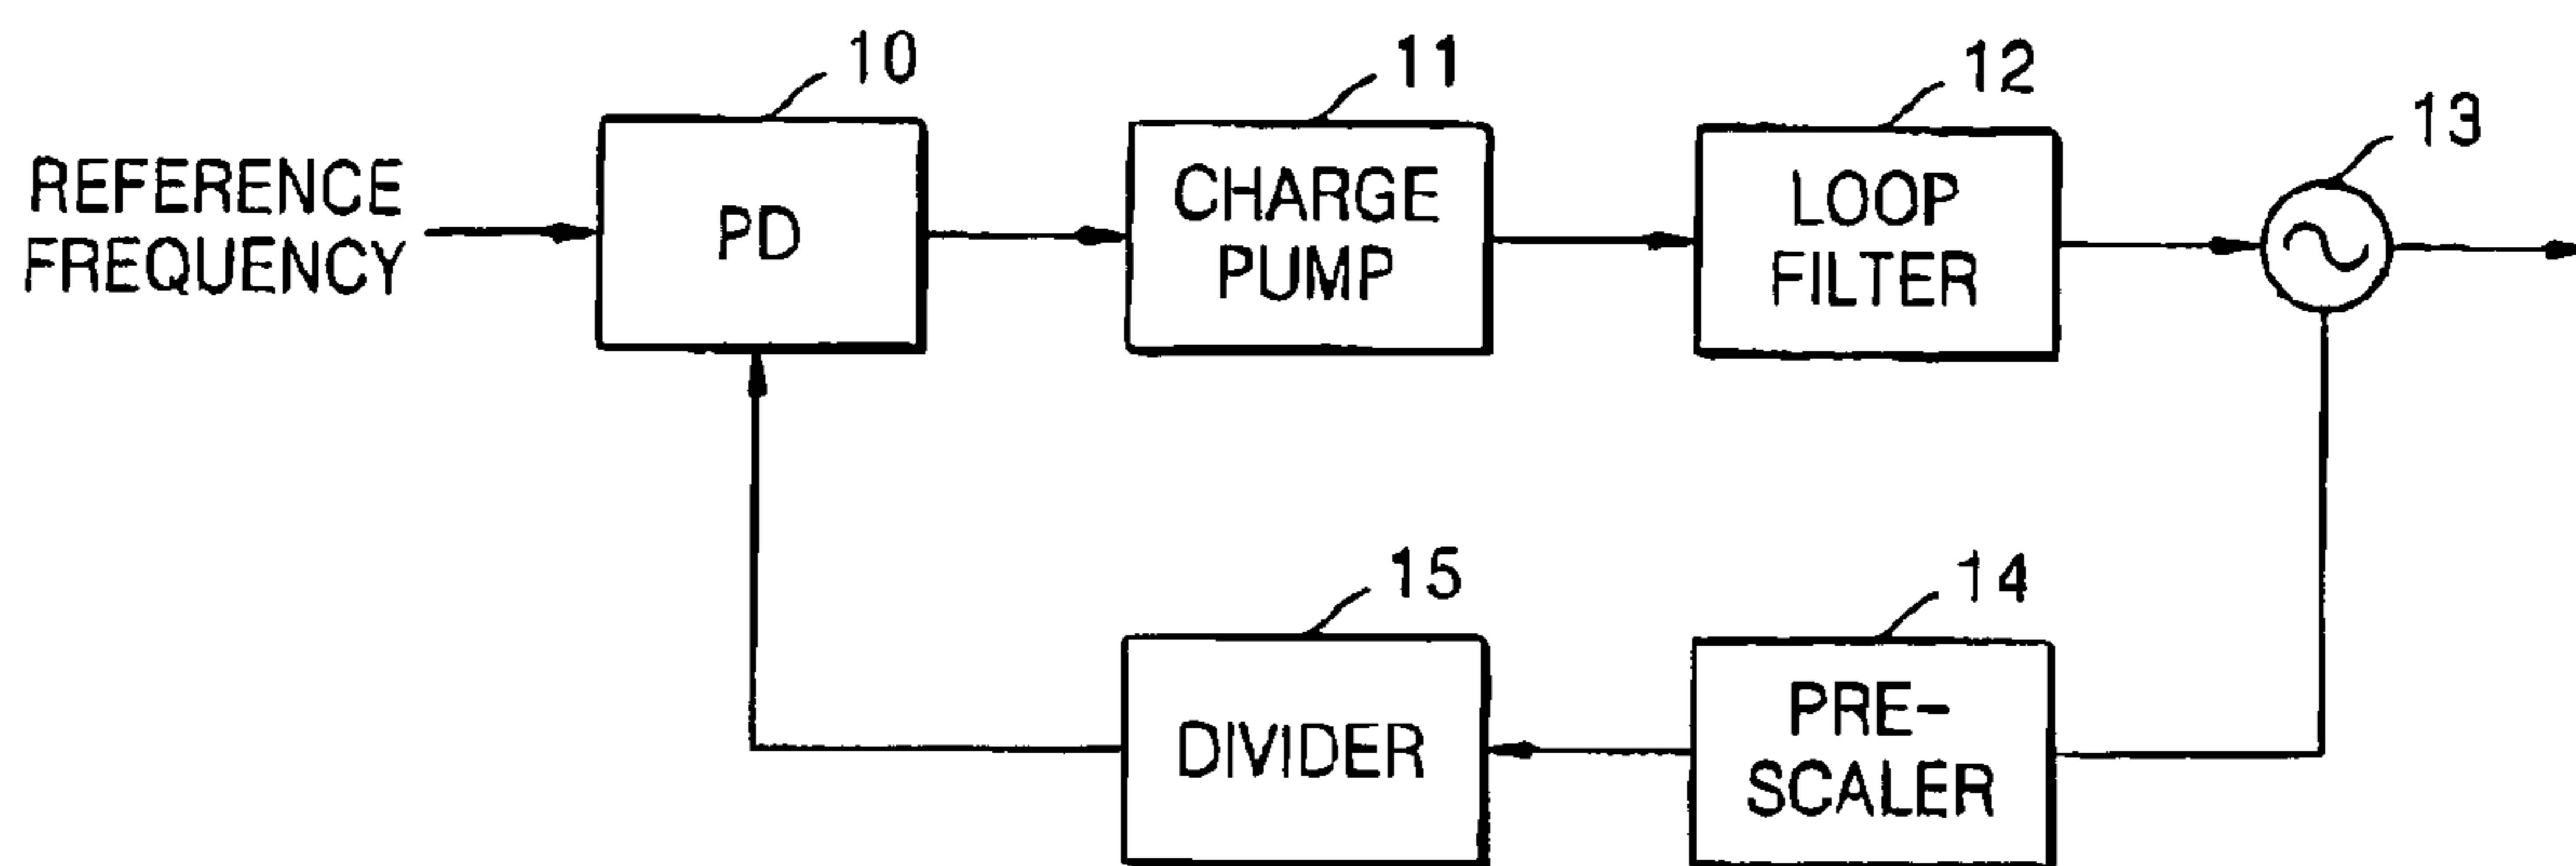 10
11
12
13
REFERENCE
FREQUENCY
PD
CHARGE
PUMP
LOOP
FILTER
15
14
DIVIDER
PRE-
SCALER